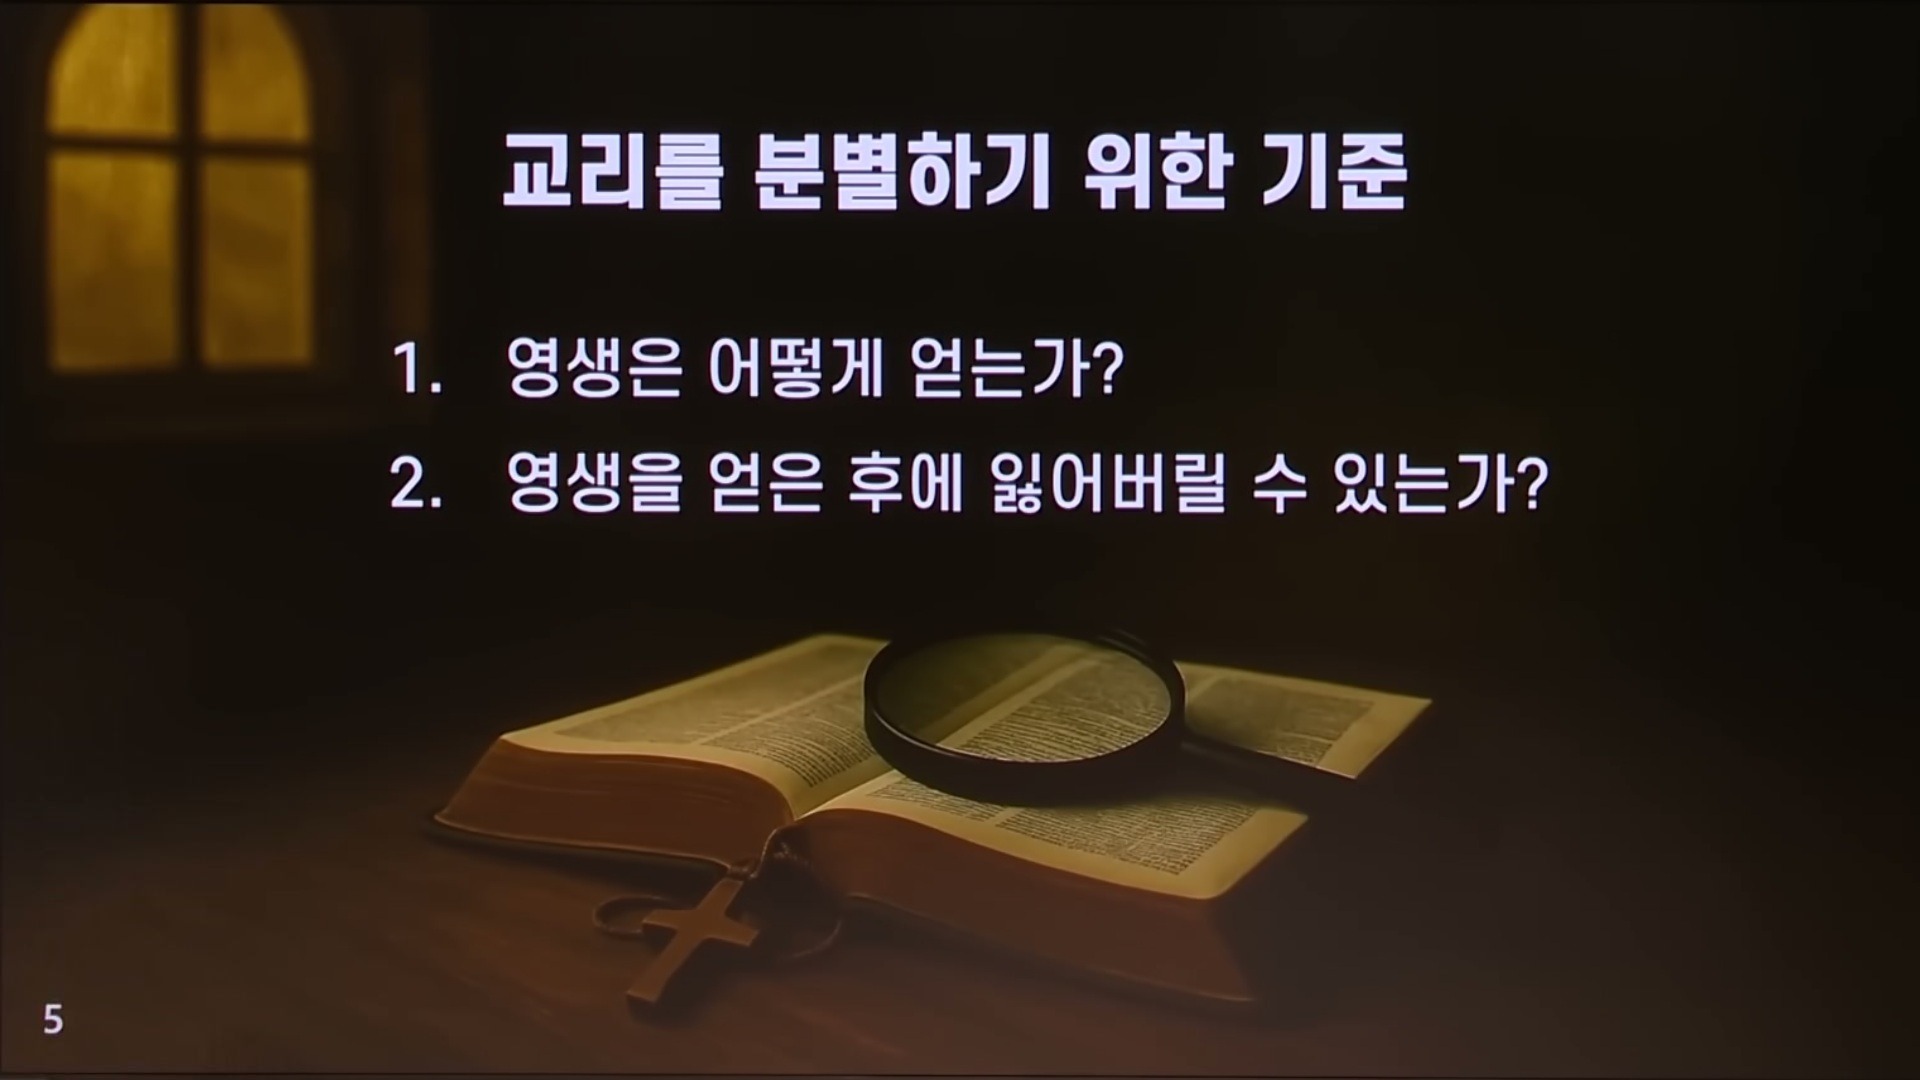 교리를 분별하기 위한 기준
1. 영생은 어떻게 얻는가?
2. 영생을 얻은 후에 잃어버릴 수 있는가?
5